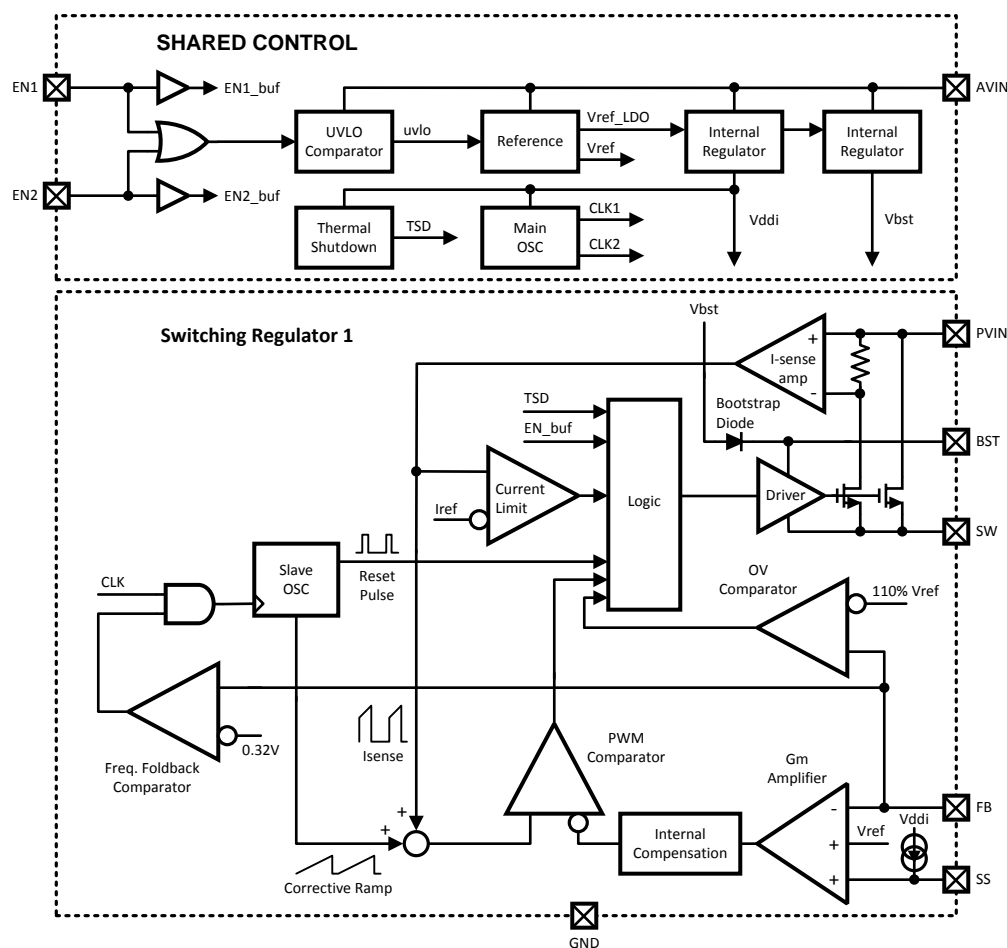 SHARED CONTROL
EN1
EN1_buf
AVIN
UVLO
Comparator
uvlo
Reference
Vref_LDO
Vref
Internal
Regulator
Internal
Regulator
EN2
EN2_buf
Thermal
Shutdown
TSD
Main
OSC
CLK1
CLK2
Vddi
Vbst
Switching Regulator 1
Vbst
+
I-sense
amp
-
PVIN
TSD
EN_buf
Bootstrap
Diode
BST
Current
Limit
Iref
Logic
Driver
SW
CLK
Slave
OSC
Reset
Pulse
OV
Comparator
110% Vref
0.32V
Freq. Foldback
Comparator
Isense
PWM
Comparator
Gm
Amplifier
-
FB
+
+
Internal
Compensation
Vref
+
Vddi
+
SS
Corrective Ramp
GND